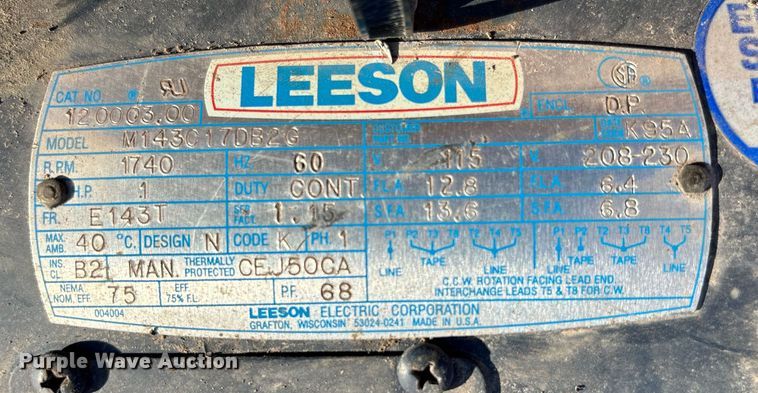 LEESON
CAT. NO. 120003.00 ENCL. D.P.
MODEL M143C17DB2G K95A
R.P.M. 1740 HZ 60 V. 115 V. 208-230
H.P. 1 DUTY CONT. F.L.A. 12.8 F.L.A. 6.4
FR. E143T SER. FACT. 1.15 S.F.A. 13.6 S.F.A. 6.8
MAX. AMB. 40 °C. DESIGN N CODE K PH. 1 P1 P2 T3 T8 T2 T4 T5 P1 P2 T2 T3 T8 T4 T5
LINE TAPE LINE LINE TAPE TAPE LINE
INS. CL. B2 MAN. THERMALLY PROTECTED CEJ50CA
C.C.W. ROTATION FACING LEAD END.
INTERCHANGE LEADS T5 & T8 FOR C.W.
NEMA NOM. EFF. 75 EFF 75% F.L. P.F. 68
004004 LEESON ELECTRIC CORPORATION
GRAFTON, WISCONSIN 53024-0241 MADE IN U.S.A.
Purple Wave Auction